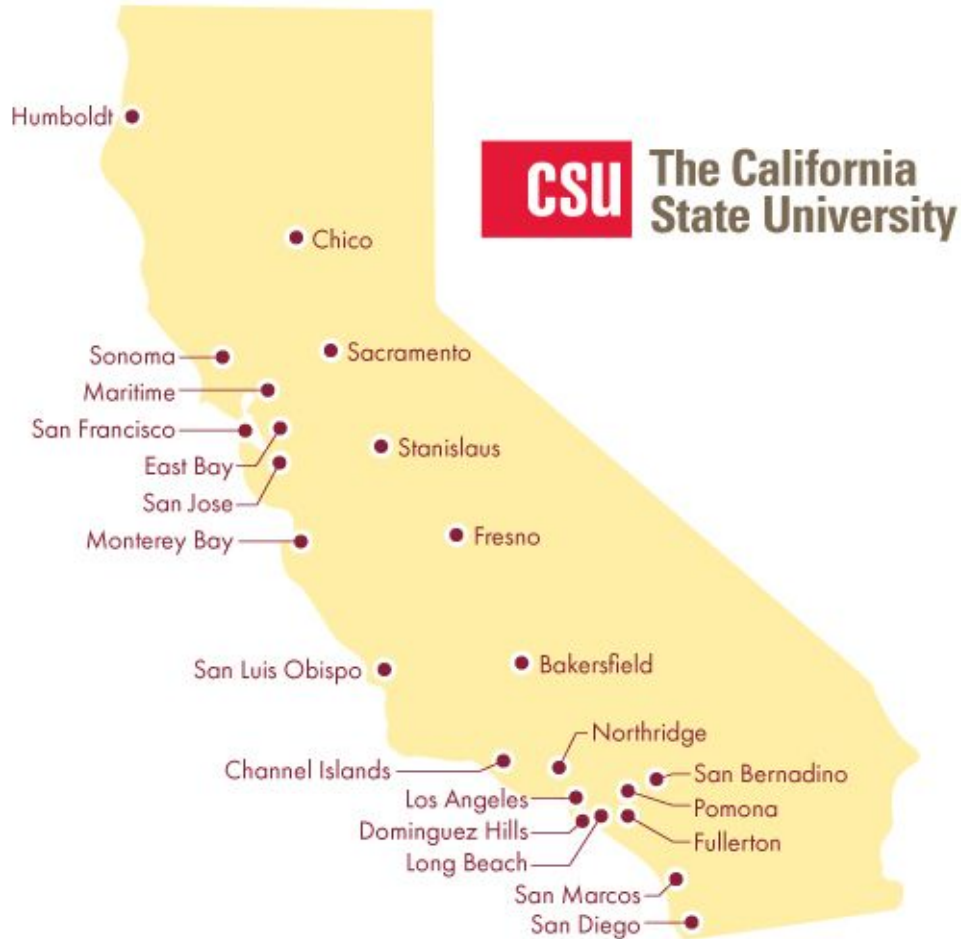 Humboldt
CSU The California
State University
Chico
Sonoma
Sacramento
Maritime
San Francisco
Stanislaus
East Bay
San Jose
Monterey Bay
Fresno
San Luis Obispo
Bakersfield
Northridge
Channel Islands
San Bernadino
Los Angeles
Pomona
Dominguez Hills
Fullerton
Long Beach
San Marcos
San Diego